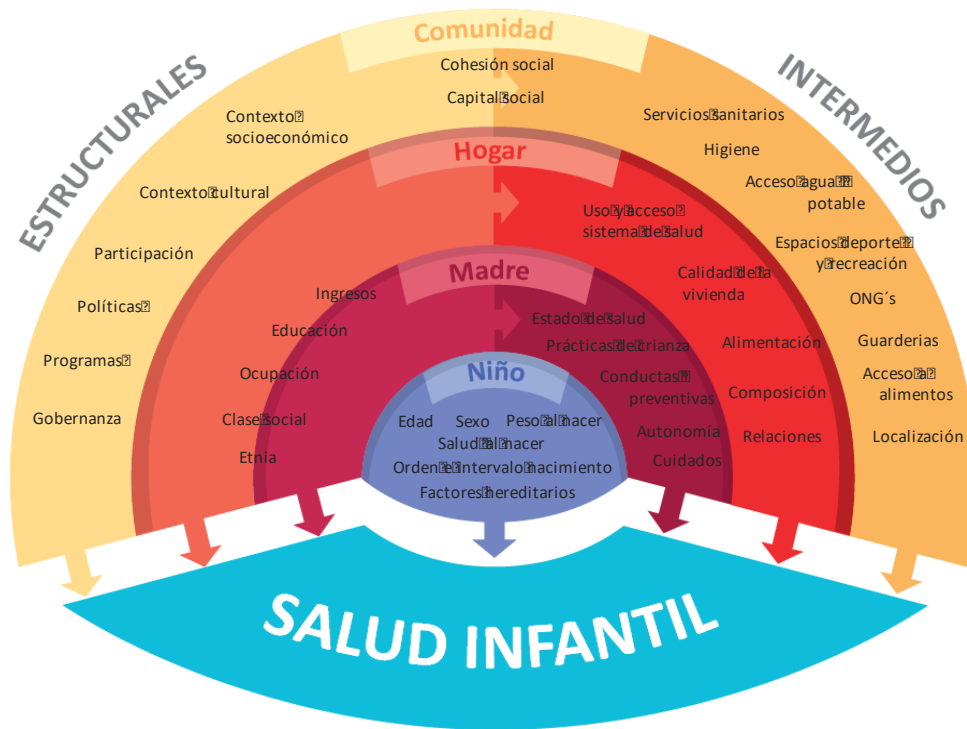 Comunidad
ESTRUCTURALES
INTERMEDIOS
Cohesión social
Capital social
Contexto
socioeconómico
Contexto cultural
Participación
Políticas
Programas
Gobernanza
Servicios sanitarios
Higiene
Acceso agua
potable
Espacios deporte
y recreación
ONG´s
Guarderias
Acceso a
alimentos
Localización
Hogar
Uso y acceso
sistema de salud
Calidad de la
vivienda
Alimentación
Composición
Relaciones
Madre
Ingresos
Educación
Ocupación
Clase social
Etnia
Estado de salud
Prácticas de crianza
Conductas
preventivas
Autonomía
Cuidados
Niño
Edad Sexo Peso al nacer
Salud al nacer
Orden e intervalo nacimiento
Factores hereditarios
SALUD INFANTIL